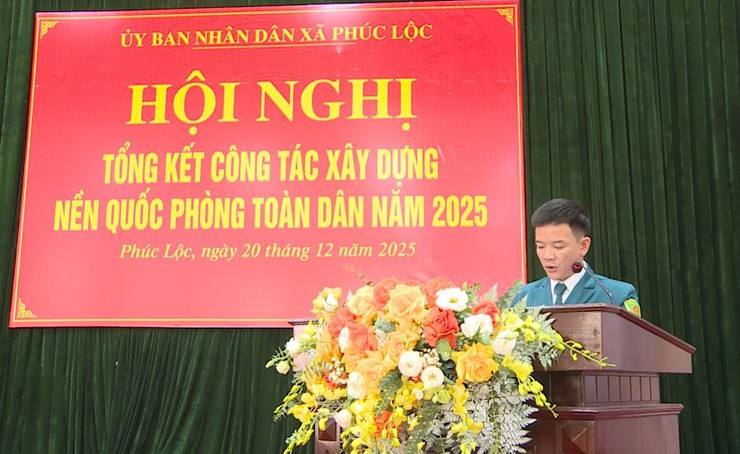 ỦY BAN NHÂN DÂN XÃ PHÚC LỘC
HỘI NGHỊ
TỔNG KẾT CÔNG TÁC XÂY DỰNG
NỀN QUỐC PHÒNG TOÀN DÂN NĂM 2025
Phúc Lộc, ngày 20 tháng 12 năm 2025